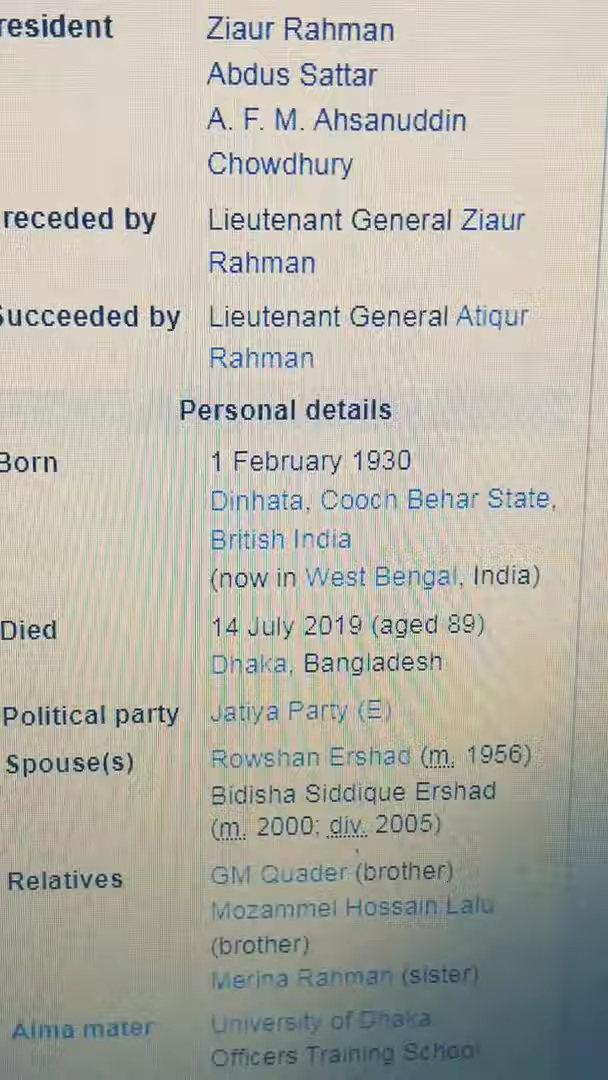 resident Ziaur Rahman
Abdus Sattar
A. F. M. Ahsanuddin
Chowdhury
receded by Lieutenant General Ziaur
Rahman
Succeeded by Lieutenant General Atiqur
Rahman
Personal details
Born 1 February 1930
Dinhata, Cooch Behar State,
British India
(now in West Bengal, India)
Died 14 July 2019 (aged 89)
Dhaka, Bangladesh
Political party Jatiya Party (E)
Spouse(s) Rowshan Ershad (m. 1956)
Bidisha Siddique Ershad
(m. 2000; div. 2005)
Relatives GM Quader (brother)
Mozammel Hossain Lalu
(brother)
Merina Rahman (sister)
Alma mater University of Dhaka
Officers Training School